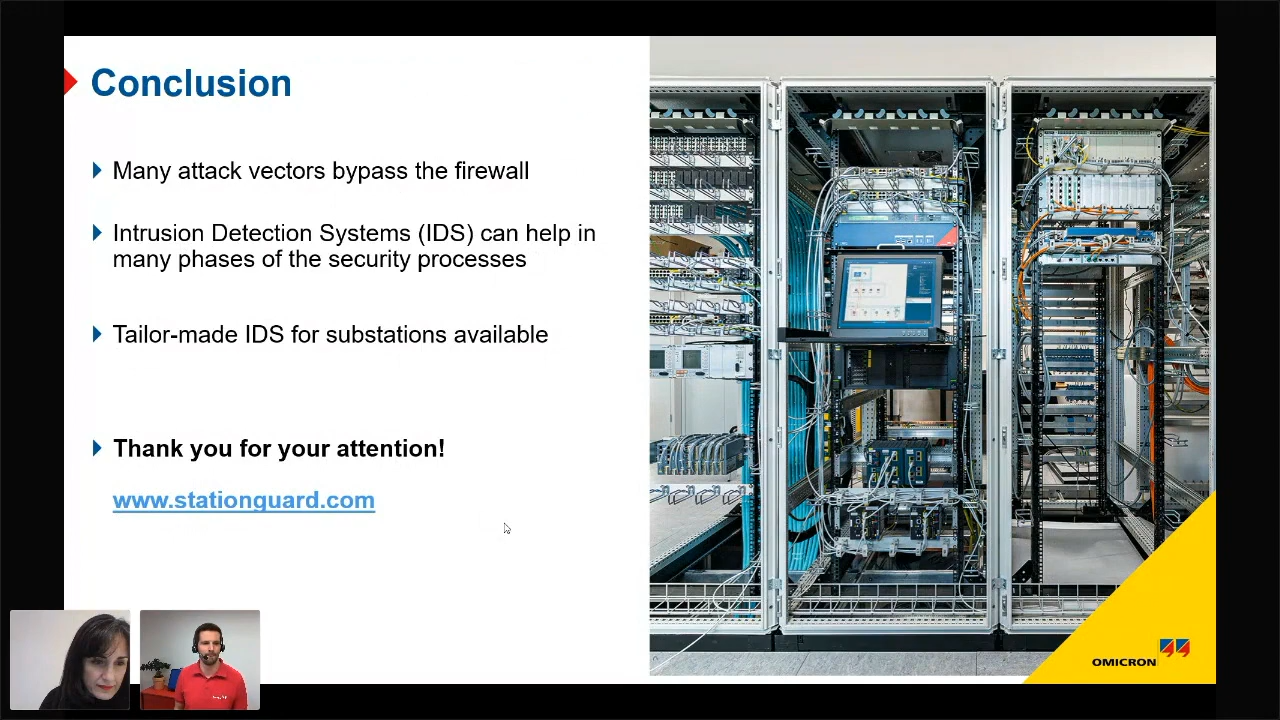 Conclusion
Many attack vectors bypass the firewall
Intrusion Detection Systems (IDS) can help in
many phases of the security processes
Tailor-made IDS for substations available
Thank you for your attention!
www.stationguard.com
OMICRON